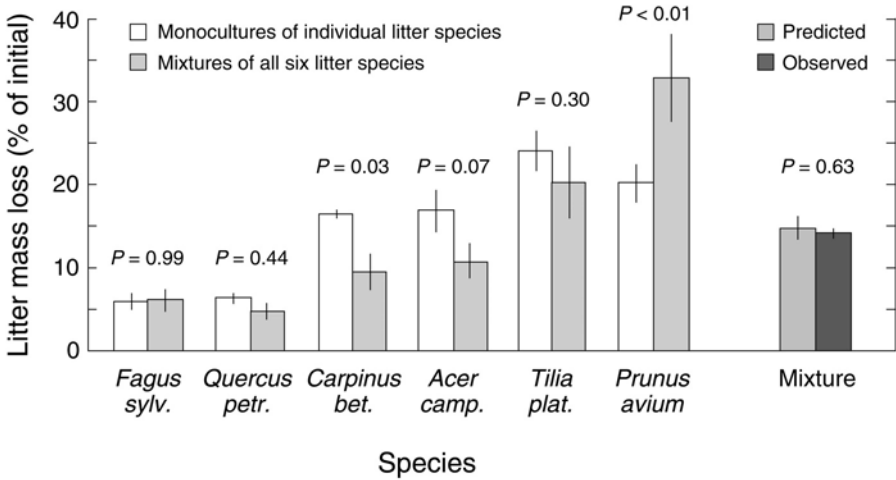 Litter mass loss (% of initial)
40
30
20
10
0
Monocultures of individual litter species
Mixtures of all six litter species
Predicted
Observed
P = 0.99
P = 0.44
P = 0.03
P = 0.07
P = 0.30
P < 0.01
P = 0.63
Fagus
sylv.
Quercus
petr.
Carpinus
bet.
Acer
camp.
Tilia
plat.
Prunus
avium
Mixture
Species